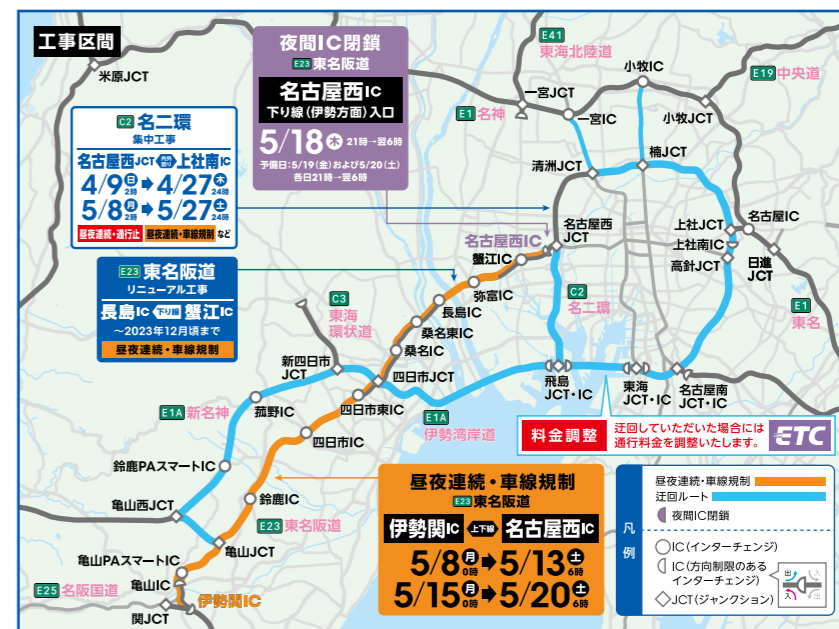 工事区間
米原JCT
夜間IC閉鎖
E23 東名阪道
名古屋西IC
下り線(伊勢方面)入口
5/18木 21時→翌6時
予備日:5/19(金)および5/20(土)
各日21時→翌6時
E41
東海北陸道
小牧IC
E19 中央道
一宮JCT
E1 名神
一宮IC
小牧JCT
清洲JCT
楠JCT
C2 名二環
集中工事
名古屋西JCT 上社南IC
4/9日2時➡4/27木24時
5/8月2時➡5/27土24時
昼夜連続・通行止 昼夜連続・車線規制 など
名古屋西IC
名古屋西
JCT
蟹江IC
上社JCT
名古屋IC
上社南IC
高針JCT
日進
JCT
E23 東名阪道
リニューアル工事
長島IC 下り線 蟹江IC
~2023年12月頃まで
昼夜連続・車線規制
弥富IC
長島IC
桑名東IC
桑名IC
C2
名二環
C3
東海
環状道
E1
東名
新四日市
JCT
四日市JCT
四日市東IC
飛島
JCT・IC
東海
JCT・IC
名古屋南
JCT・IC
E1A 新名神
菰野IC
E1A
伊勢湾岸道
四日市IC
料金調整
迂回していただいた場合には
通行料金を調整いたします。
ETC
鈴鹿PAスマートIC
鈴鹿IC
亀山西JCT
E23 東名阪道
亀山JCT
亀山PAスマートIC
亀山IC
E25 名阪国道
伊勢関IC
関JCT
昼夜連続・車線規制
E23 東名阪道
伊勢関IC 上下線 名古屋西IC
5/8月0時➡5/13土6時
5/15月0時➡5/20土6時
凡例
昼夜連続・車線規制
迂回ルート
夜間IC閉鎖
IC(インターチェンジ)
IC(方向制限のある
インターチェンジ)
出 入
入 出
JCT(ジャンクション)